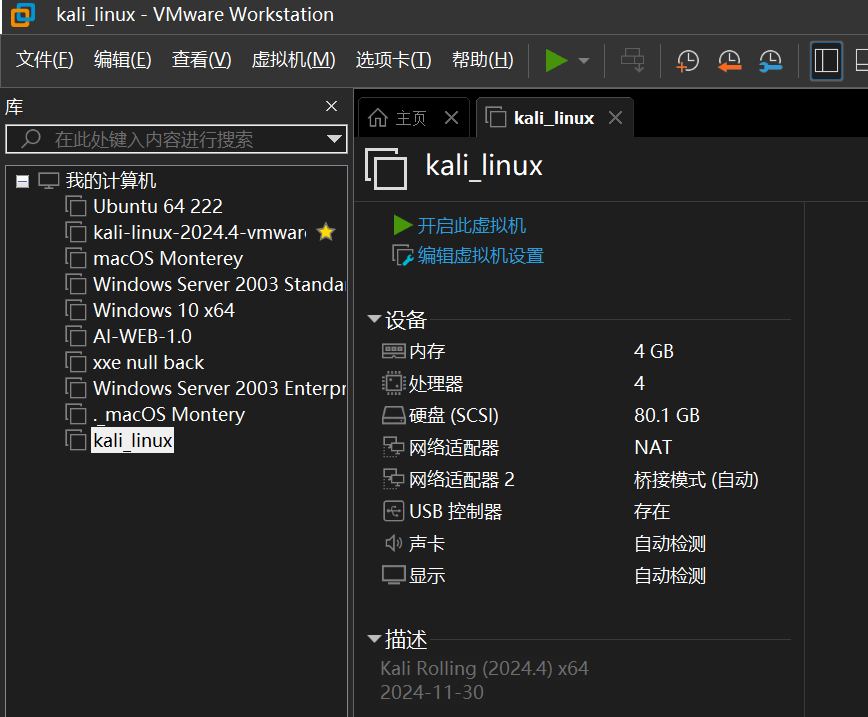 kali_linux - VMware Workstation
文件(F) 编辑(E) 查看(V) 虚拟机(M) 选项卡(T) 帮助(H)
库
在此处键入内容进行搜索
我的计算机
Ubuntu 64 222
kali-linux-2024.4-vmware
macOS Monterey
Windows Server 2003 Standa
Windows 10 x64
AI-WEB-1.0
xxe null back
Windows Server 2003 Enterpr
._macOS Montery
kali_linux
主页
kali_linux
kali_linux
开启此虚拟机
编辑虚拟机设置
设备
内存 4 GB
处理器 4
硬盘 (SCSI) 80.1 GB
网络适配器 NAT
网络适配器 2 桥接模式 (自动)
USB 控制器 存在
声卡 自动检测
显示 自动检测
描述
Kali Rolling (2024.4) x64
2024-11-30